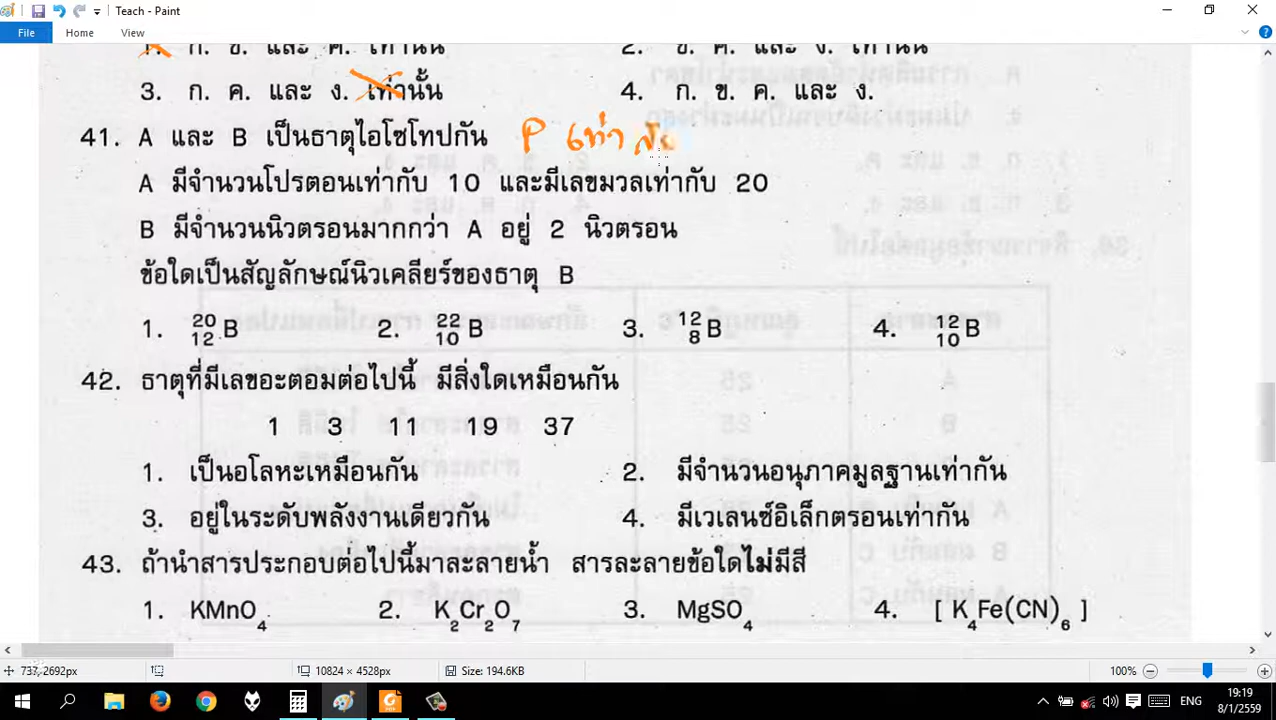 Teach - Paint
File Home View
3. ก. ค. และ ง. เท่านั้น 4. ก. ข. ค. และ ง.
41. A และ B เป็นธาตุไอโซโทปกัน P เท่า
A มีจำนวนโปรตอนเท่ากับ 10 และมีเลขมวลเท่ากับ 20
B มีจำนวนนิวตรอนมากกว่า A อยู่ 2 นิวตรอน
ข้อใดเป็นสัญลักษณ์นิวเคลียร์ของธาตุ B
1. ²⁰₁₂B 2. ²²₁₀B 3. ¹²₈B 4. ¹²₁₀B
42. ธาตุที่มีเลขอะตอมต่อไปนี้ มีสิ่งใดเหมือนกัน
1 3 11 19 37
1. เป็นอโลหะเหมือนกัน 2. มีจำนวนอนุภาคมูลฐานเท่ากัน
3. อยู่ในระดับพลังงานเดียวกัน 4. มีเวเลนซ์อิเล็กตรอนเท่ากัน
43. ถ้านำสารประกอบต่อไปนี้มาละลายน้ำ สารละลายข้อใดไม่มีสี
1. KMnO₄ 2. K₂Cr₂O₇ 3. MgSO₄ 4. [ K₄Fe(CN)₆ ]
737, 2692px 10824 × 4528px Size: 194.6KB 100%
ENG 19:19
8/1/2559